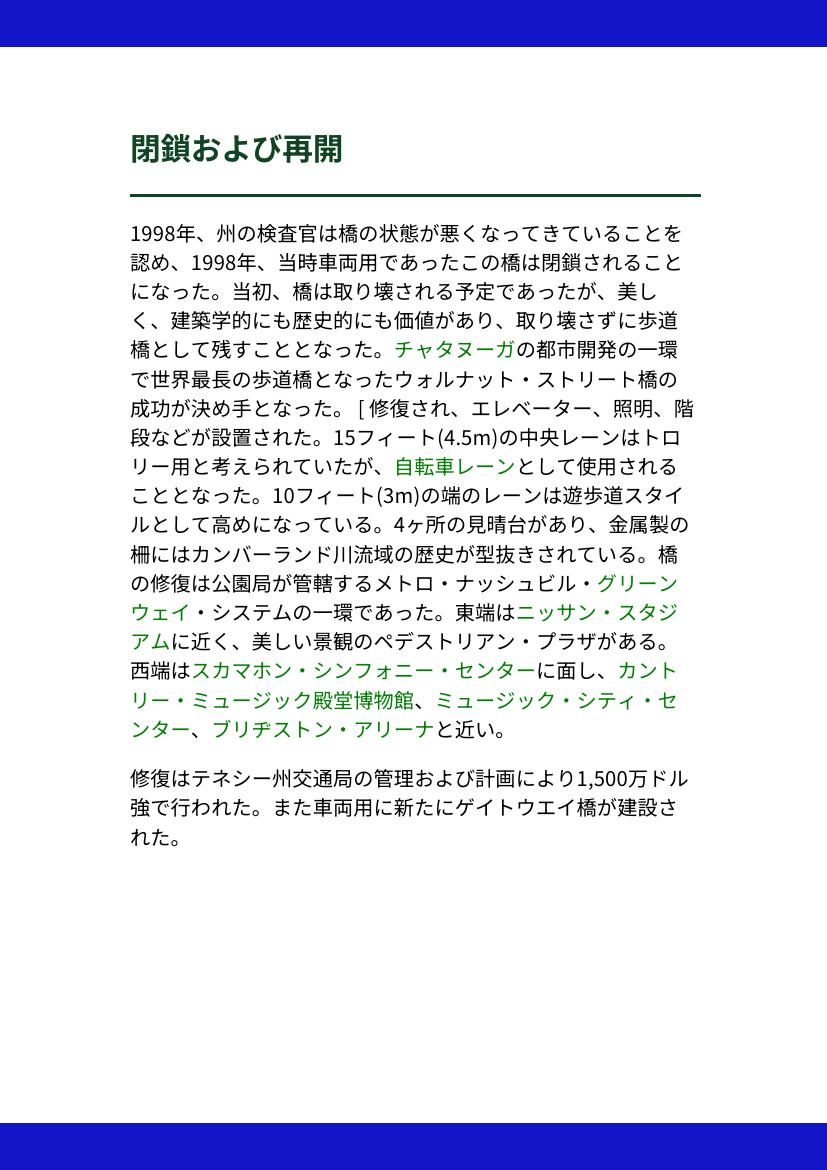 閉鎖および再開
1998年、州の検査官は橋の状態が悪くなってきていることを
認め、1998年、当時車両用であったこの橋は閉鎖されること
になった。当初、橋は取り壊される予定であったが、美し
く、建築学的にも歴史的にも価値があり、取り壊さずに歩道
橋として残すこととなった。チャタヌーガの都市開発の一環
で世界最長の歩道橋となったウォルナット・ストリート橋の
成功が決め手となった。 [ 修復され、エレベーター、照明、階
段などが設置された。15フィート(4.5m)の中央レーンはトロ
リー用と考えられていたが、自転車レーンとして使用される
こととなった。10フィート(3m)の端のレーンは遊歩道スタイ
ルとして高めになっている。4ヶ所の見晴台があり、金属製の
柵にはカンバーランド川流域の歴史が型抜きされている。橋
の修復は公園局が管轄するメトロ・ナッシュビル・グリーン
ウェイ・システムの一環であった。東端はニッサン・スタジ
アムに近く、美しい景観のペデストリアン・プラザがある。
西端はスカマホン・シンフォニー・センターに面し、カント
リー・ミュージック殿堂博物館、ミュージック・シティ・セ
ンター、ブリヂストン・アリーナと近い。
修復はテネシー州交通局の管理および計画により1,500万ドル
強で行われた。また車両用に新たにゲイトウエイ橋が建設さ
れた。